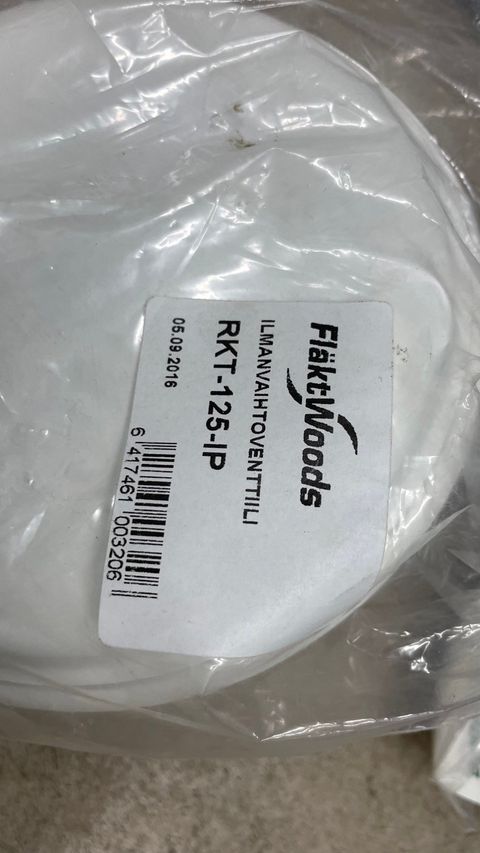 FläktWoods
ILMANVAIHTOVENTTIILI
RKT-125-IP
05.09.2016
6 417461 003206